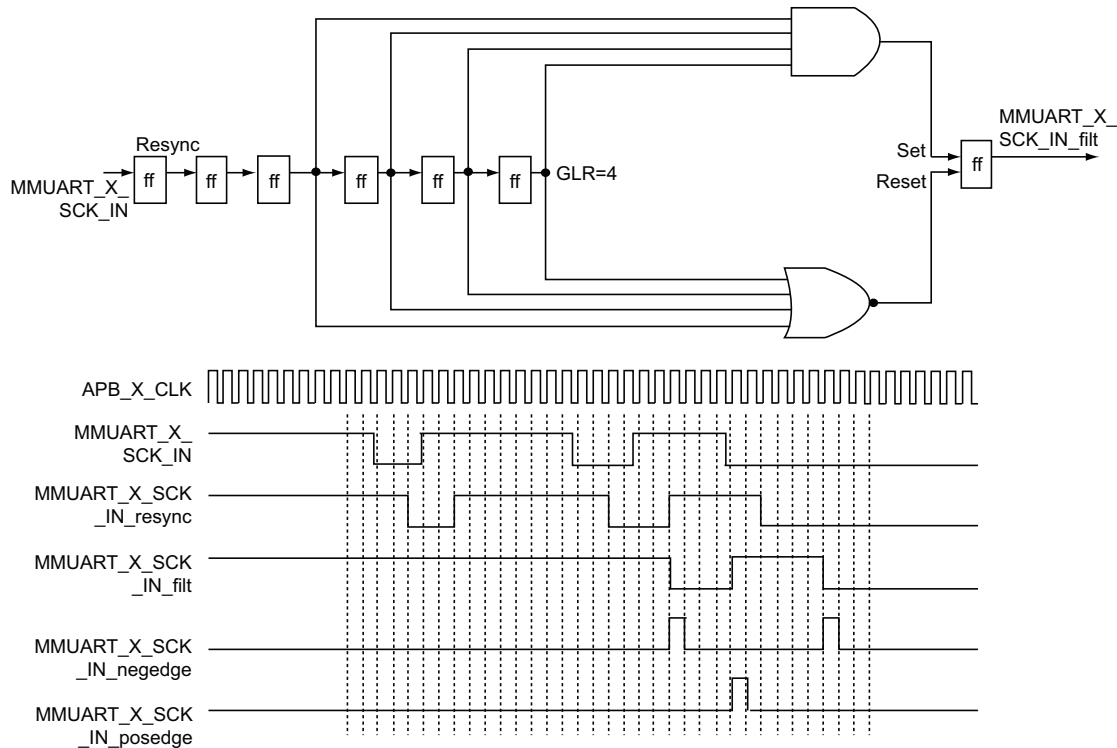 Resync
ff
ff
ff
ff
ff
ff
GLR=4
MMUART_X_
SCK_IN
Set
Reset
ff
MMUART_X_
SCK_IN_filt
APB_X_CLK
MMUART_X_
SCK_IN
MMUART_X_SCK
_IN_resync
MMUART_X_SCK
_IN_filt
MMUART_X_SCK
_IN_negedge
MMUART_X_SCK
_IN_posedge